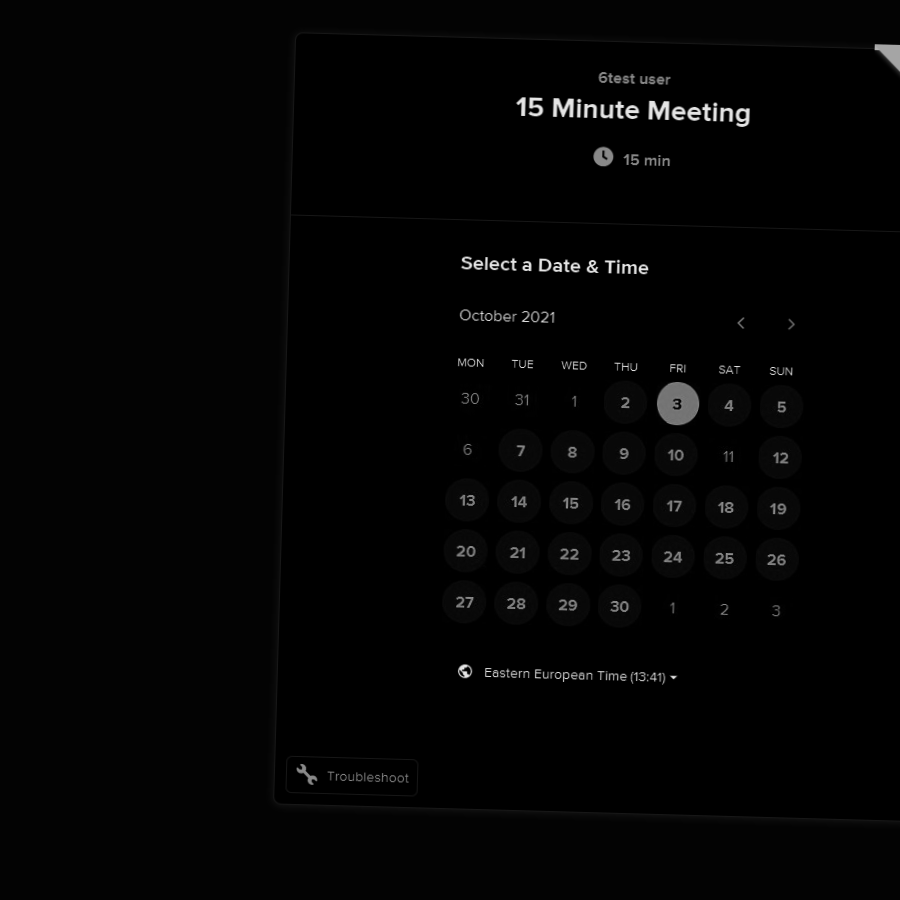 6test user
15 Minute Meeting
15 min
Select a Date & Time
October 2021
MON TUE WED THU FRI SAT SUN
30 31 1 2 3 4 5
6 7 8 9 10 11 12
13 14 15 16 17 18 19
20 21 22 23 24 25 26
27 28 29 30 1 2 3
Eastern European Time (13:41)
Troubleshoot